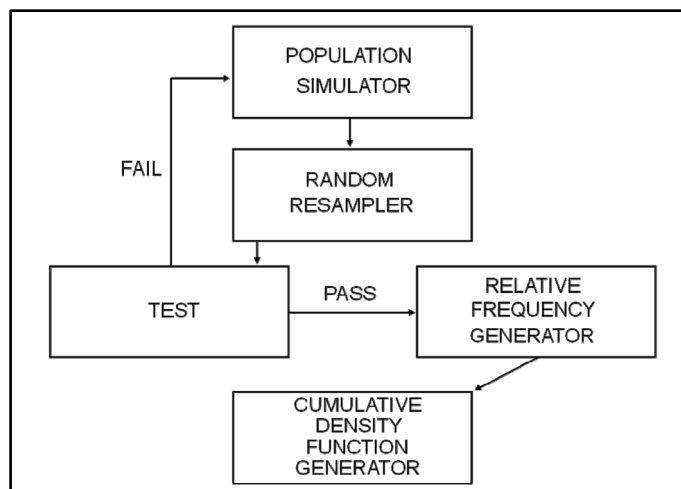 POPULATION
SIMULATOR
FAIL
RANDOM
RESAMPLER
TEST
PASS
RELATIVE
FREQUENCY
GENERATOR
CUMULATIVE
DENSITY
FUNCTION
GENERATOR